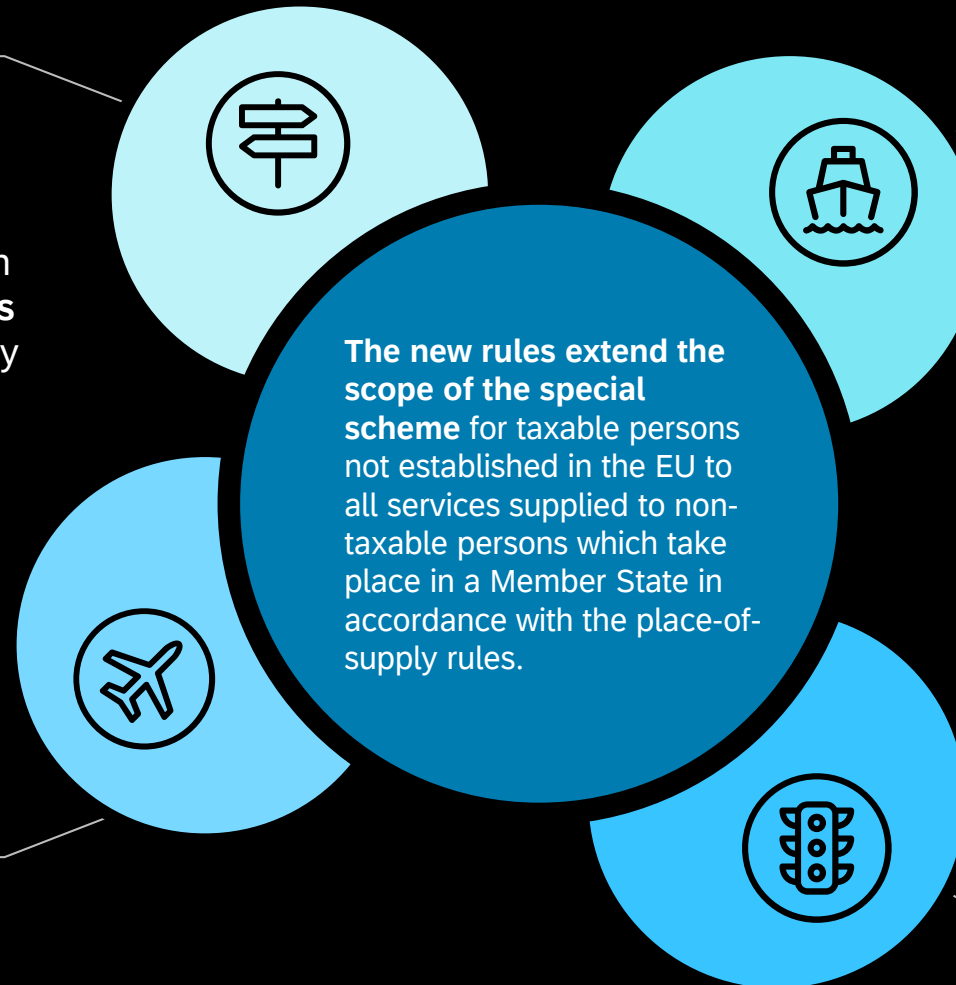 The new rules extend the
scope of the special
scheme for taxable persons
not established in the EU to
all services supplied to non-
taxable persons which take
place in a Member State in
accordance with the place-of-
supply rules.